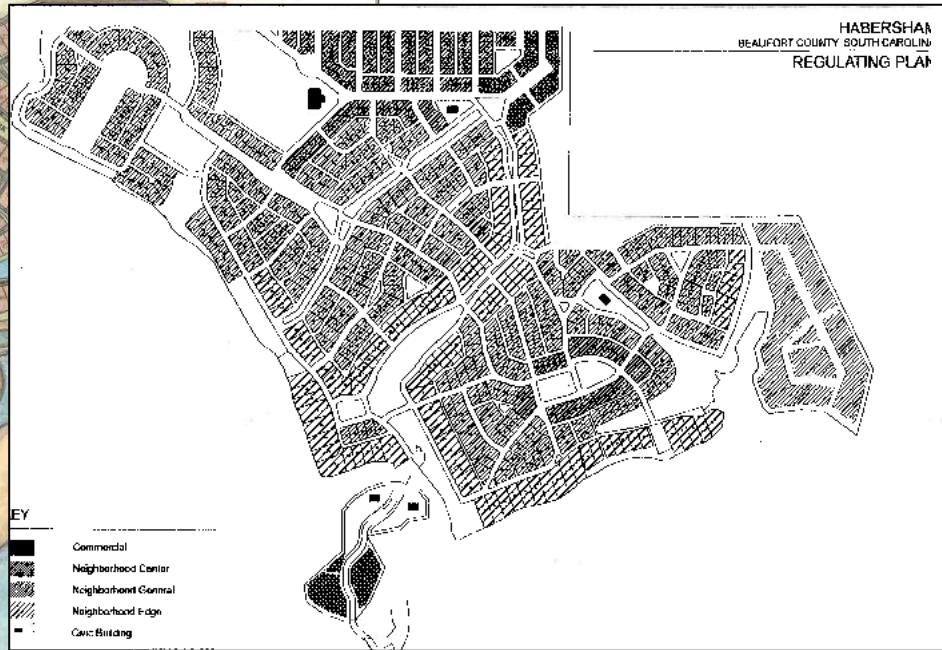 HABERSHAM
BEAUFORT COUNTY SOUTH CAROLINA
REGULATING PLAN
EY
Commercial
Neighborhood Center
Neighborhood General
Neighborhood Edge
Civic Building